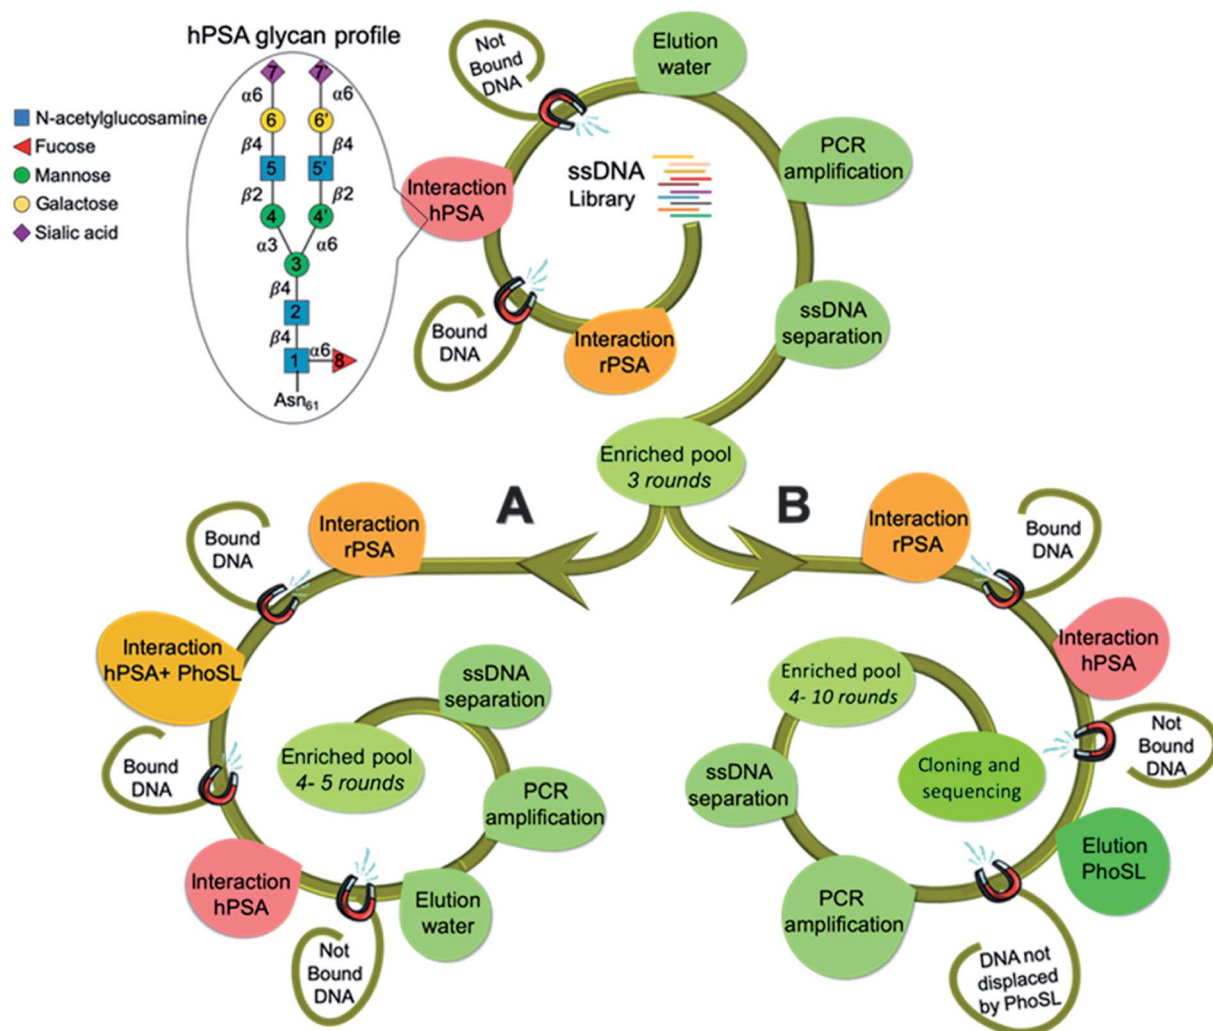 hPSA glycan profile
N-acetylglucosamine
Fucose
Mannose
Galactose
Sialic acid
7 7'
α6 α6
6 6'
β4 β4
5 5'
β2 β2
4 4'
α3 α6
3
β4
2
β4
1 α6 8
Asn61
Not
Bound
DNA
Elution
water
PCR
amplification
ssDNA
Library
Interaction
hPSA
Bound
DNA
Interaction
rPSA
ssDNA
separation
Enriched pool
3 rounds
A
Interaction
rPSA
Bound
DNA
Interaction
hPSA+ PhoSL
Bound
DNA
Interaction
hPSA
Not
Bound
DNA
Elution
water
PCR
amplification
ssDNA
separation
Enriched pool
4- 5 rounds
B
Interaction
rPSA
Bound
DNA
Interaction
hPSA
Not
Bound
DNA
Elution
PhoSL
DNA not
displaced
by PhoSL
PCR
amplification
ssDNA
separation
Enriched pool
4- 10 rounds
Cloning and
sequencing